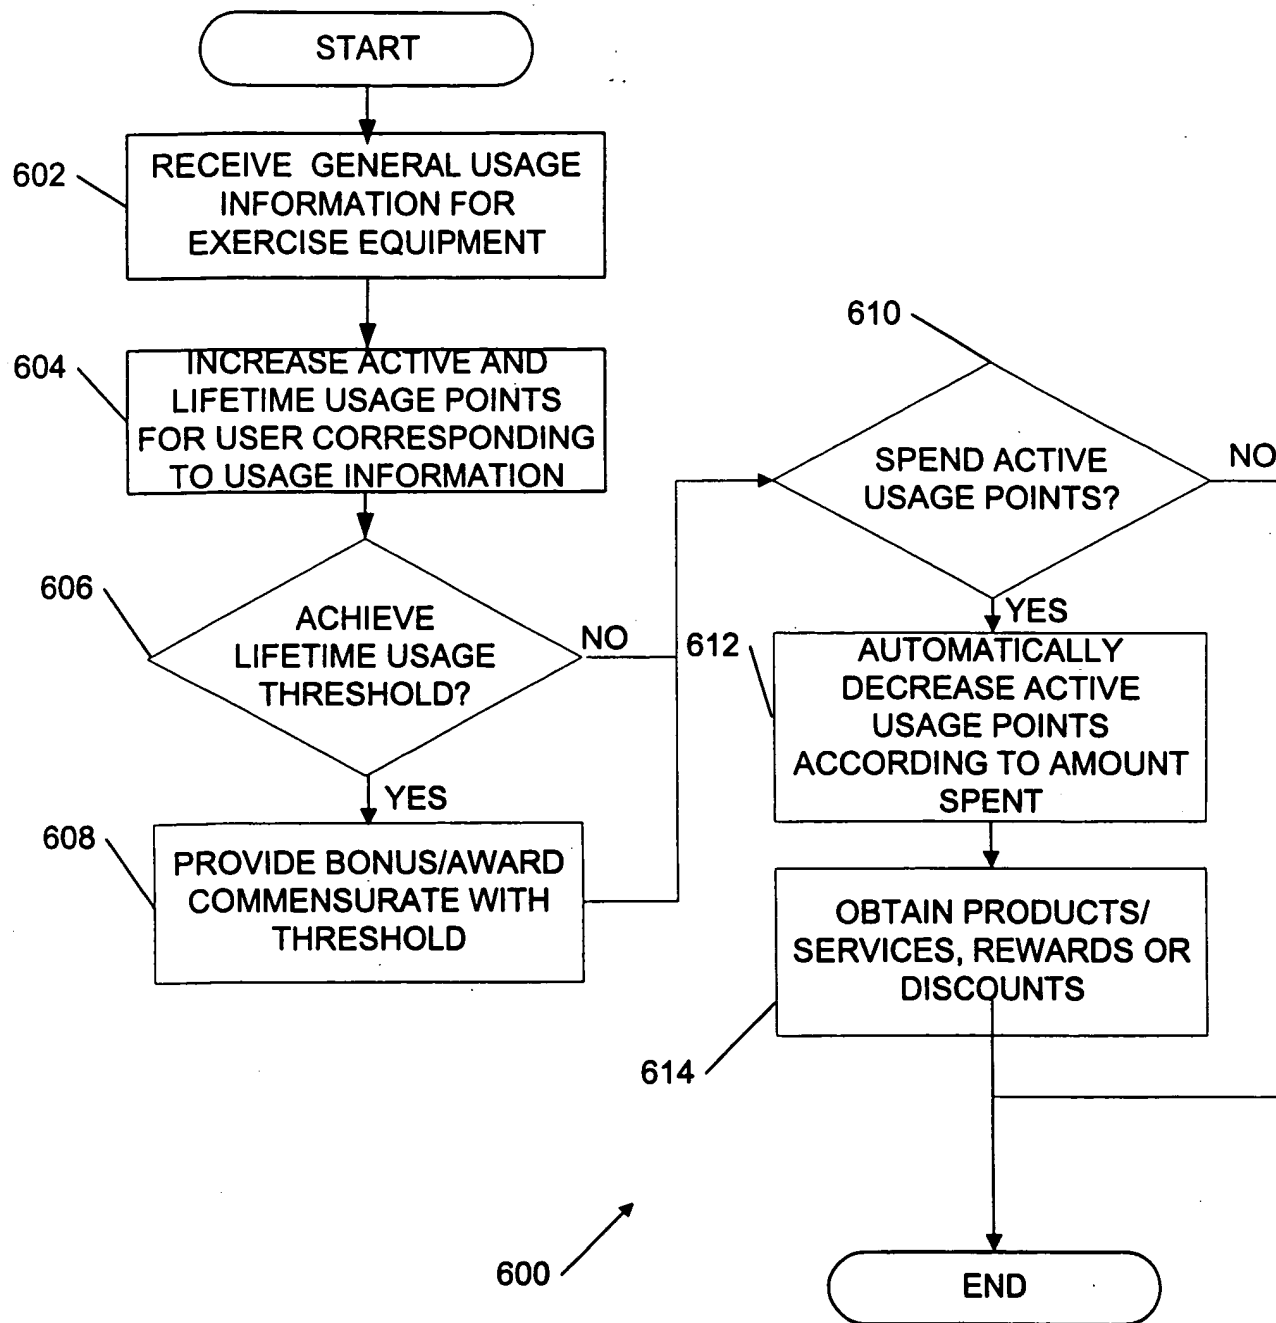 START
602
RECEIVE GENERAL USAGE
INFORMATION FOR
EXERCISE EQUIPMENT
604
INCREASE ACTIVE AND
LIFETIME USAGE POINTS
FOR USER CORRESPONDING
TO USAGE INFORMATION
606
ACHIEVE
LIFETIME USAGE
THRESHOLD?
NO
YES
608
PROVIDE BONUS/AWARD
COMMENSURATE WITH
THRESHOLD
610
SPEND ACTIVE
USAGE POINTS?
NO
YES
612
AUTOMATICALLY
DECREASE ACTIVE
USAGE POINTS
ACCORDING TO AMOUNT
SPENT
OBTAIN PRODUCTS/
SERVICES, REWARDS OR
DISCOUNTS
614
600
END